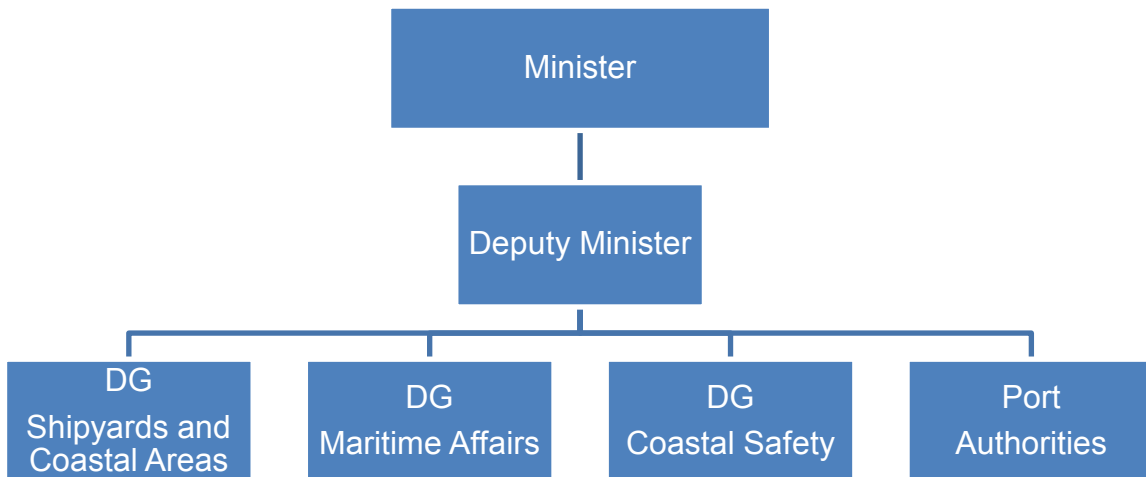 Minister
Deputy Minister
DG
Shipyards and
Coastal Areas
DG
Maritime Affairs
DG
Coastal Safety
Port
Authorities